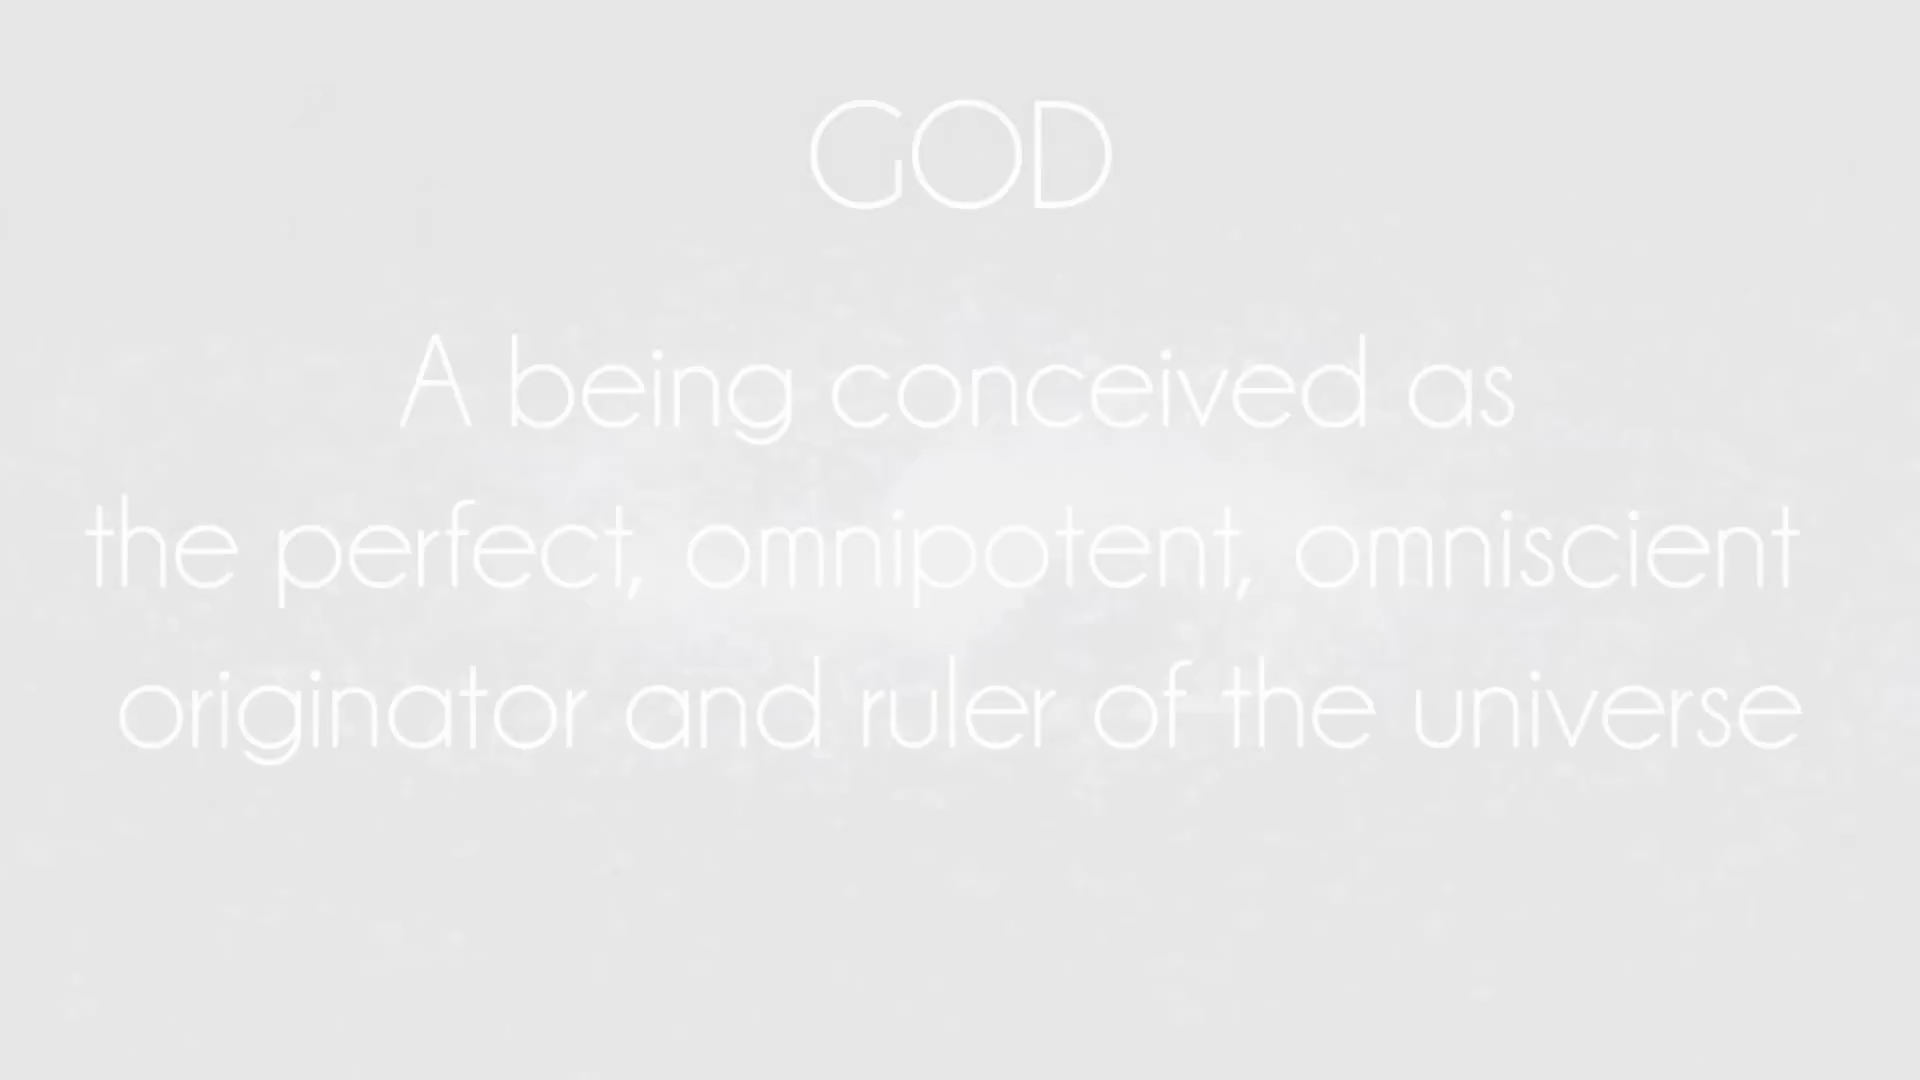 GOD
A being conceived as
the perfect, omnipotent, omniscient
originator and ruler of the universe